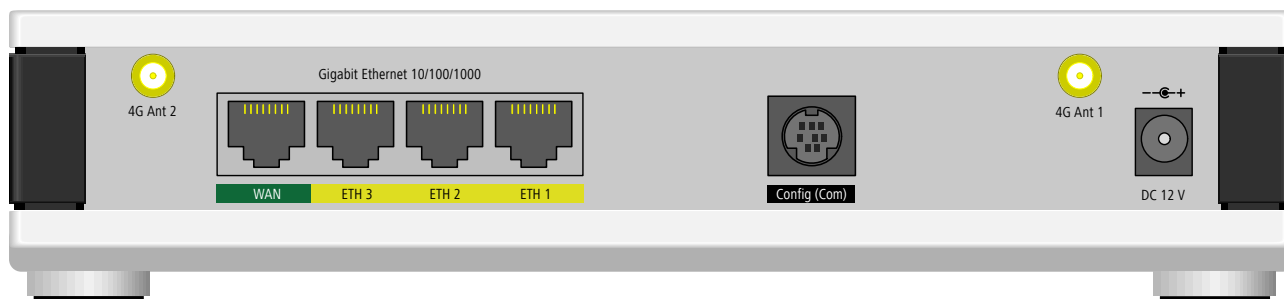 Gigabit Ethernet 10/100/1000
4G Ant 2
4G Ant 1
WAN
ETH 3
ETH 2
ETH 1
Config (Com)
DC 12 V